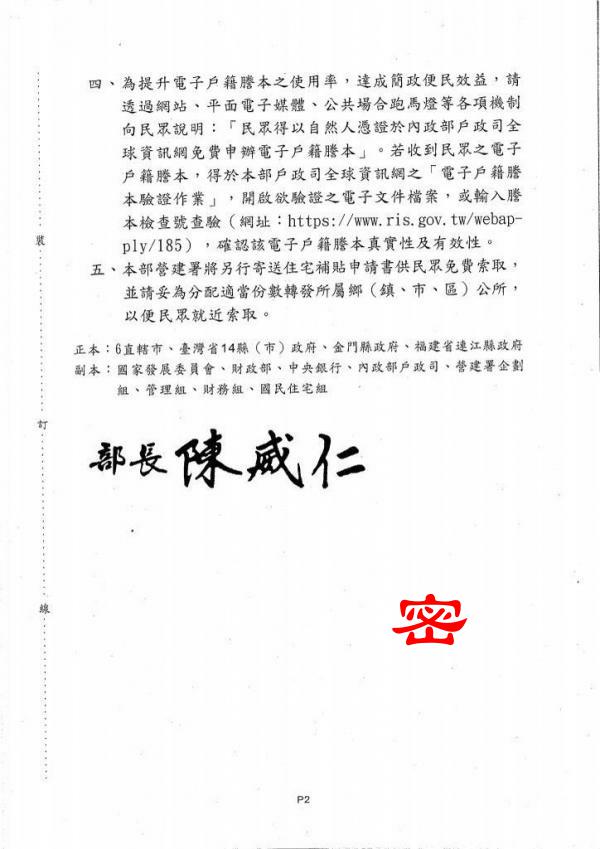 四、為提升電子戶籍謄本之使用率，達成簡政便民效益，請
透過網站、平面電子媒體、公共場合跑馬燈等各項機制
向民眾說明：「民眾得以自然人憑證於內政部戶政司全
球資訊網免費申辦電子戶籍謄本」。若收到民眾之電子
戶籍謄本，得於本部戶政司全球資訊網之「電子戶籍謄
本驗證作業」，開啟欲驗證之電子文件檔案，或輸入謄
本檢查號查驗（網址：https://www.ris.gov.tw/webap-
ply/185），確認該電子戶籍謄本真實性及有效性。
五、本部營建署將另行寄送住宅補貼申請書供民眾免費索取，
並請妥為分配適當份數轉發所屬鄉（鎮、市、區）公所，
以便民眾就近索取。
正本：6直轄市、臺灣省14縣（市）政府、金門縣政府、福建省連江縣政府
副本：國家發展委員會、財政部、中央銀行、內政部戶政司、營建署企劃
組、管理組、財務組、國民住宅組
部長 陳威仁
密
裝
訂
線
P2